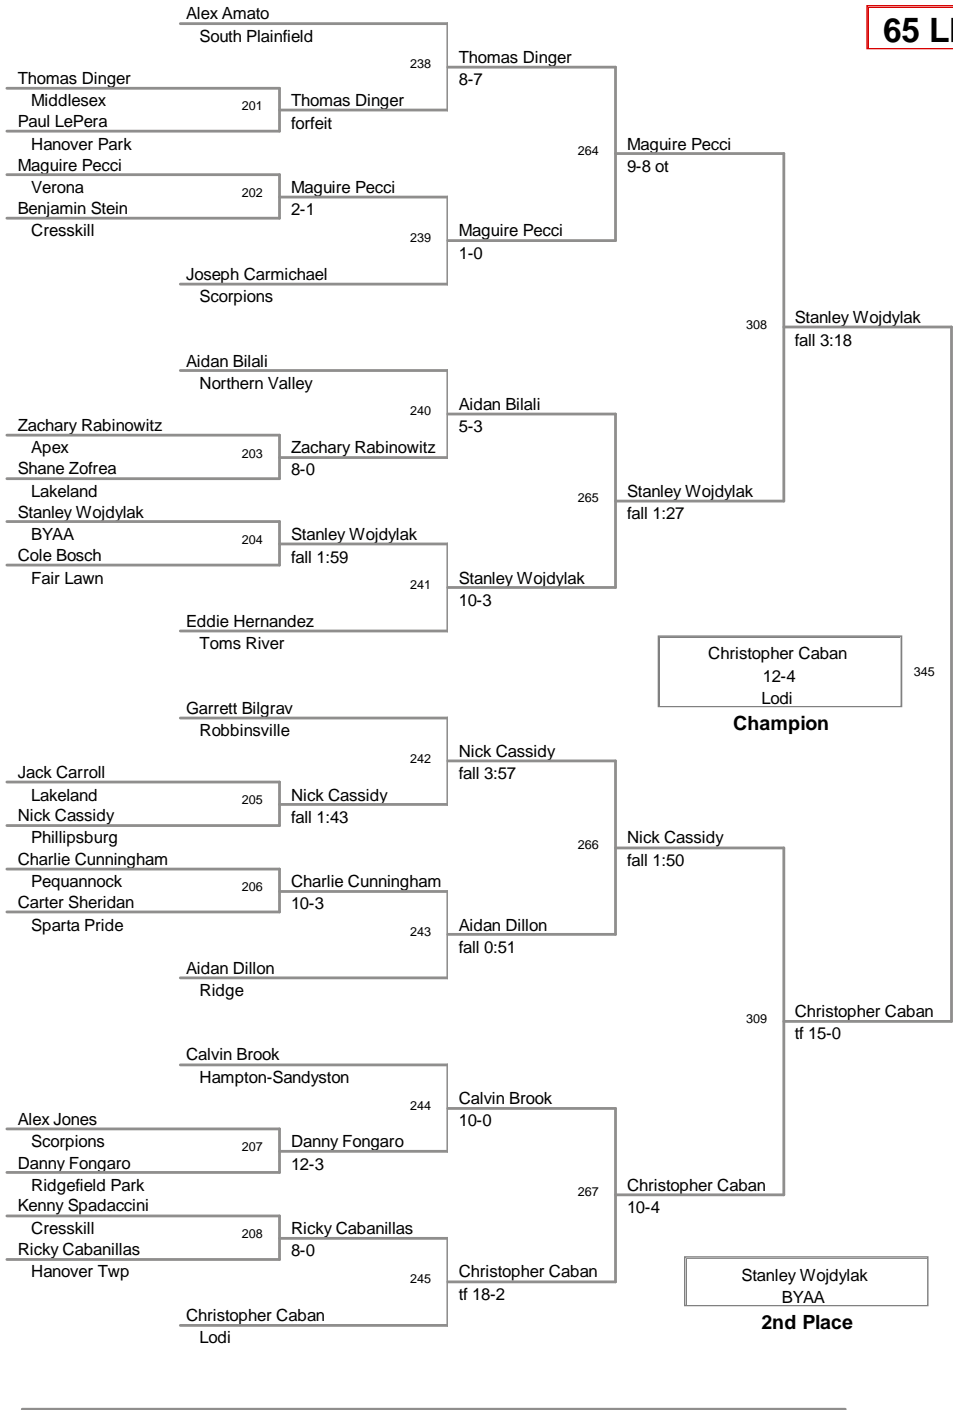 Alex Amato
65 L
South Plainfield
238
Thomas Dinger
8-7
Thomas Dinger
Middlesex
201
Thomas Dinger
Paul LePera
forfeit
Hanover Park
264
Maguire Pecci
9-8 ot
Maguire Pecci
Verona
202
Maguire Pecci
Benjamin Stein
2-1
Cresskill
239
Maguire Pecci
1-0
Joseph Carmichael
Scorpions
308
Stanley Wojdylak
fall 3:18
Aidan Bilali
Northern Valley
240
Aidan Bilali
5-3
Zachary Rabinowitz
Apex
203
Zachary Rabinowitz
Shane Zofrea
8-0
Lakeland
265
Stanley Wojdylak
fall 1:27
Stanley Wojdylak
BYAA
204
Stanley Wojdylak
Cole Bosch
fall 1:59
Fair Lawn
241
Stanley Wojdylak
10-3
Eddie Hernandez
Toms River
Christopher Caban
12-4
Lodi
345
Champion
Garrett Bilgrav
Robbinsville
242
Nick Cassidy
fall 3:57
Jack Carroll
Lakeland
205
Nick Cassidy
Nick Cassidy
fall 1:43
Phillipsburg
266
Nick Cassidy
fall 1:50
Charlie Cunningham
Pequannock
206
Charlie Cunningham
Carter Sheridan
10-3
Sparta Pride
243
Aidan Dillon
fall 0:51
Aidan Dillon
Ridge
309
Christopher Caban
tf 15-0
Calvin Brook
Hampton-Sandyston
244
Calvin Brook
10-0
Alex Jones
Scorpions
207
Danny Fongaro
Danny Fongaro
12-3
Ridgefield Park
267
Christopher Caban
10-4
Kenny Spadaccini
Cresskill
208
Ricky Cabanillas
Ricky Cabanillas
8-0
Hanover Twp
245
Christopher Caban
tf 18-2
Christopher Caban
Lodi
Stanley Wojdylak
BYAA
2nd Place